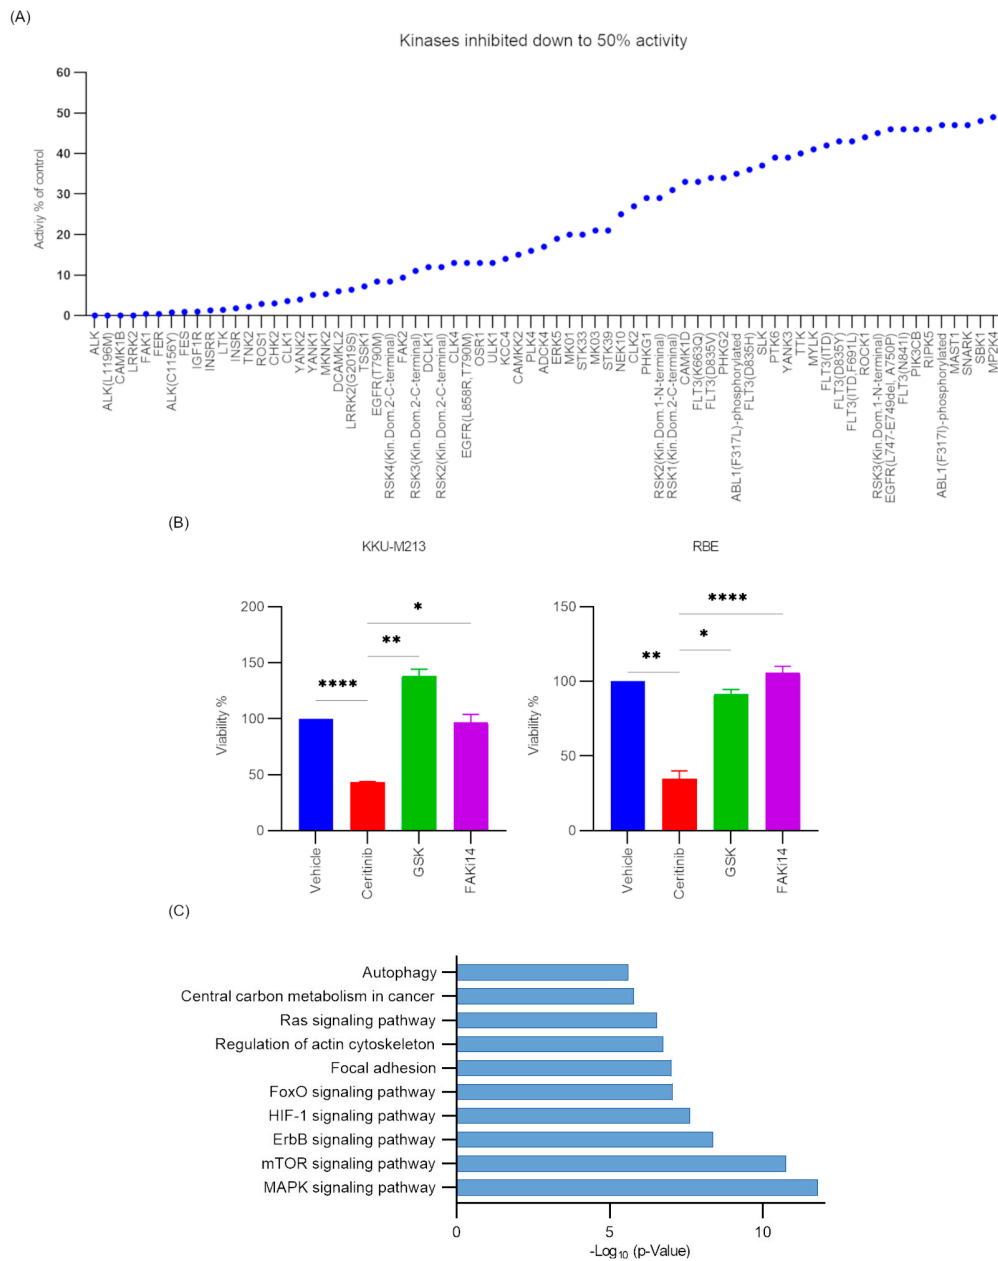 (A)
Kinases inhibited down to 50% activity
Activiy % of control
60
50
40
30
20
10
0
ALK
ALK(L1196M)
CAMK1B
LRRK2
FAK1
FER
ALK(C1156Y)
FES
IGF1R
INSRR
LTK
INSR
TNK2
ROS1
CHK2
CLK1
YANK2
YANK1
MKNK2
DCAMKL2
LRRK2(G2019S)
TSSK1
EGFR(T790M)
RSK4(Kin.Dom.2-C-terminal)
FAK2
RSK3(Kin.Dom.2-C-terminal)
DCLK1
RSK2(Kin.Dom.2-C-terminal)
CLK4
EGFR(L858R,T790M)
OSR1
ULK1
KCC4
CAMKK2
PLK4
ADCK4
ERK5
MK01
STK33
MK03
STK39
NEK10
CLK2
PHKG1
RSK2(Kin.Dom.1-N-terminal)
RSK1(Kin.Dom.2-C-terminal)
CAMK1D
FLT3(K663Q)
FLT3(D835V)
PHKG2
ABL1(F317L)-phosphorylated
FLT3(D835H)
SLK
PTK6
YANK3
TTK
MYLK
FLT3(ITD)
FLT3(D835Y)
FLT3(ITD,F691L)
ROCK1
RSK3(Kin.Dom.1-N-terminal)
EGFR(L747-E749del, A750P)
FLT3(N841I)
PIK3CB
RIPK5
ABL1(F317I)-phosphorylated
MAST1
SNARK
SBK1
MP2K4
(B)
KKU-M213
Viability %
200
150
100
50
0
****
**
*
Vehicle
Ceritinib
GSK
FAKi14
RBE
Viability %
150
100
50
0
**
*
****
Vehicle
Ceritinib
GSK
FAKi14
(C)
Autophagy
Central carbon metabolism in cancer
Ras signaling pathway
Regulation of actin cytoskeleton
Focal adhesion
FoxO signaling pathway
HIF-1 signaling pathway
ErbB signaling pathway
mTOR signaling pathway
MAPK signaling pathway
0 5 10
-Log10 (p-Value)